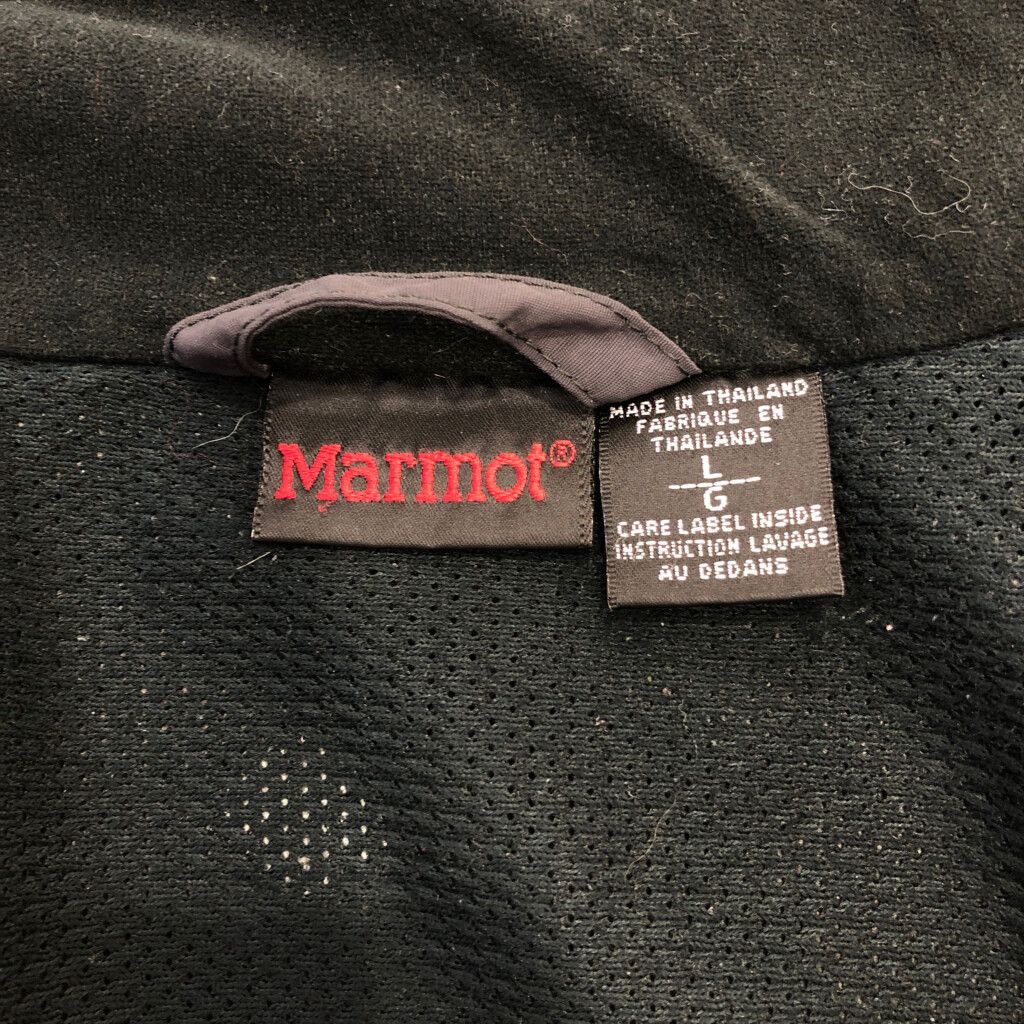 Marmot®
MADE IN THAILAND
FABRIQUE EN
THAILANDE
L
G
CARE LABEL INSIDE
INSTRUCTION LAVAGE
AU DEDANS